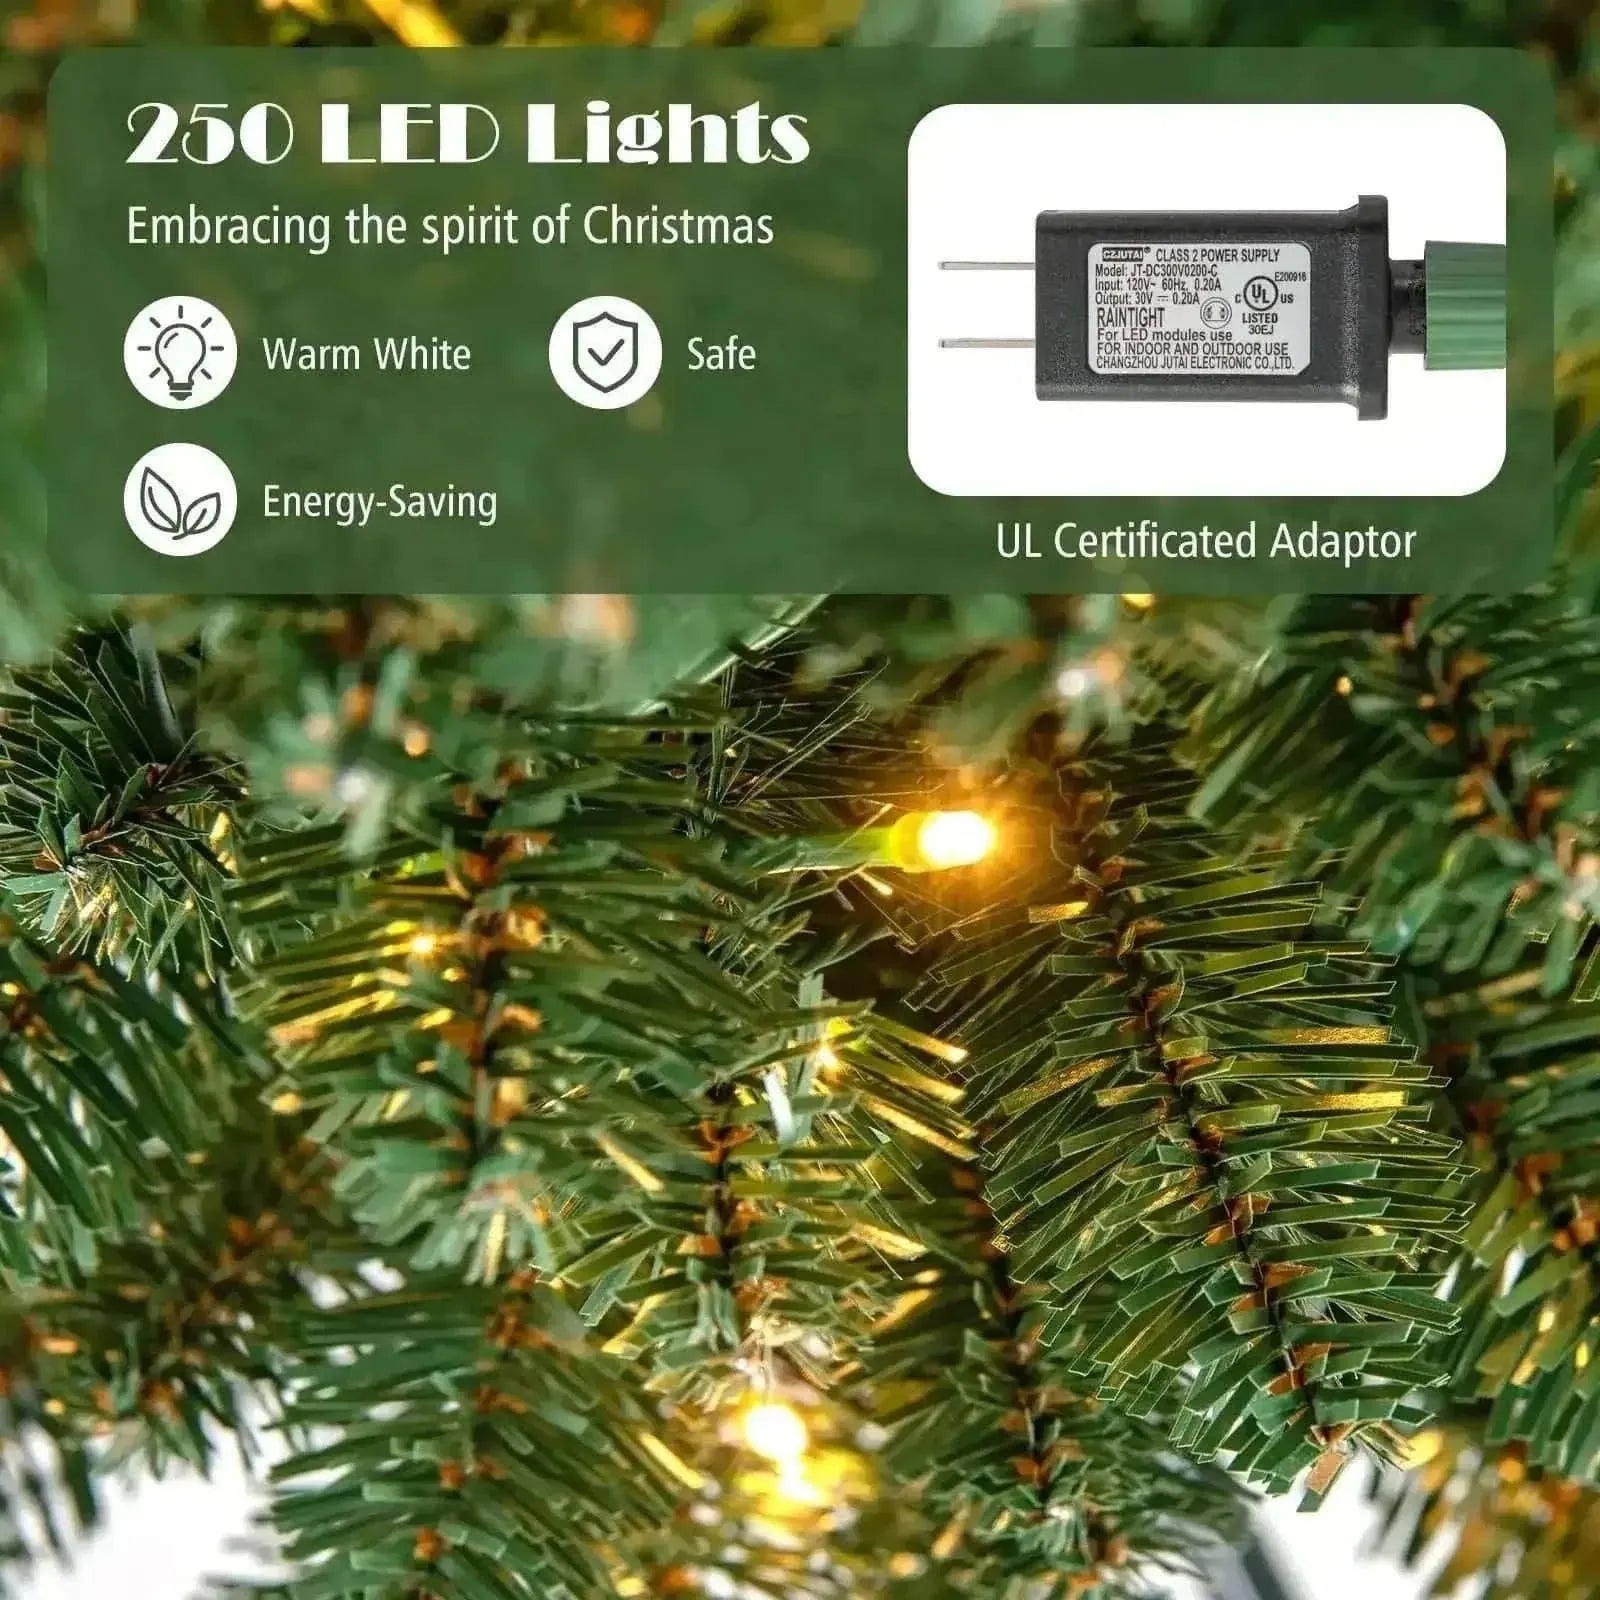 250 LED Lights
Embracing the spirit of Christmas
Warm White
Safe
Energy-Saving
CZJUTAI® CLASS 2 POWER SUPPLY
Model: JT-DC300V0200-C
E200916
Input: 120V~ 60Hz, 0.20A
Output: 30V ⎓ 0.20A
C UL US
LISTED
30EJ
RAINTIGHT
For LED modules use
FOR INDOOR AND OUTDOOR USE
CHANGZHOU JUTAI ELECTRONIC CO.,LTD.
UL Certificated Adaptor